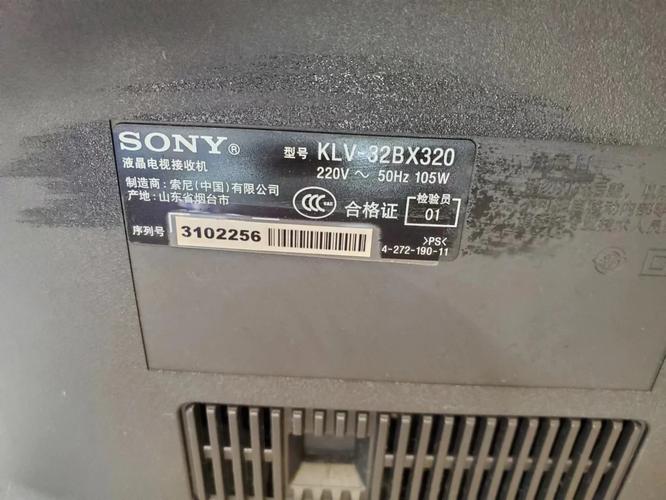 SONY®
型号 KLV-32BX320
液晶电视接收机
220V ～ 50Hz 105W
制造商：索尼(中国)有限公司
产地：山东省烟台市
CCC
合格证
检验员
01
序列号
3102256
>PS<
4-272-190-11